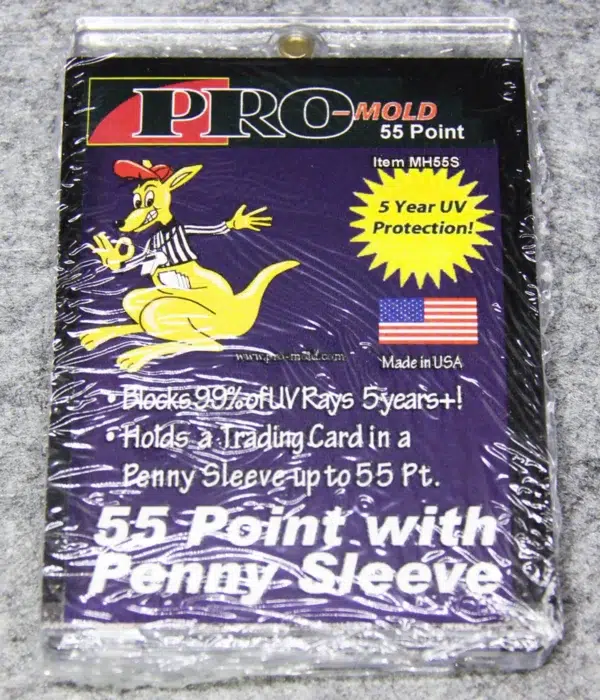 PRO-MOLD
55 Point
Item MH55S
5 Year UV
Protection!
www.pro-mold.com
Made in USA
• Blocks 99% of UV Rays 5 years+!
• Holds a Trading Card in a
Penny Sleeve up to 55 Pt.
55 Point with
Penny Sleeve